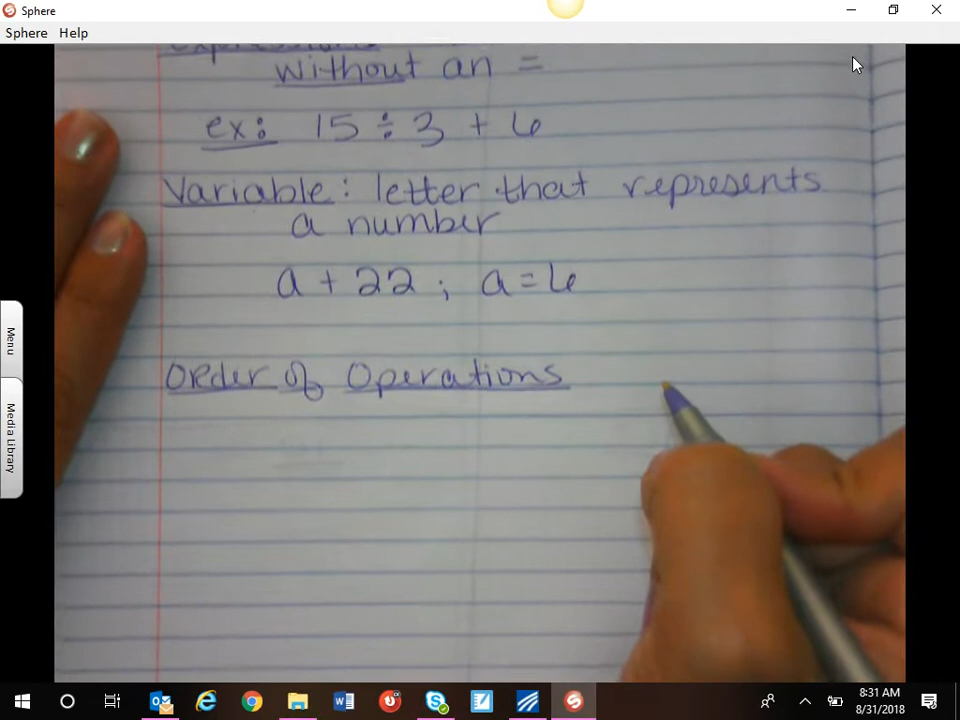 Sphere
Sphere Help
Expressions
without an =
ex: 15 ÷ 3 + 6
Variable: letter that represents
a number
a + 22 ; a = 6
Order of Operations
Menu
Media Library
8:31 AM
8/31/2018